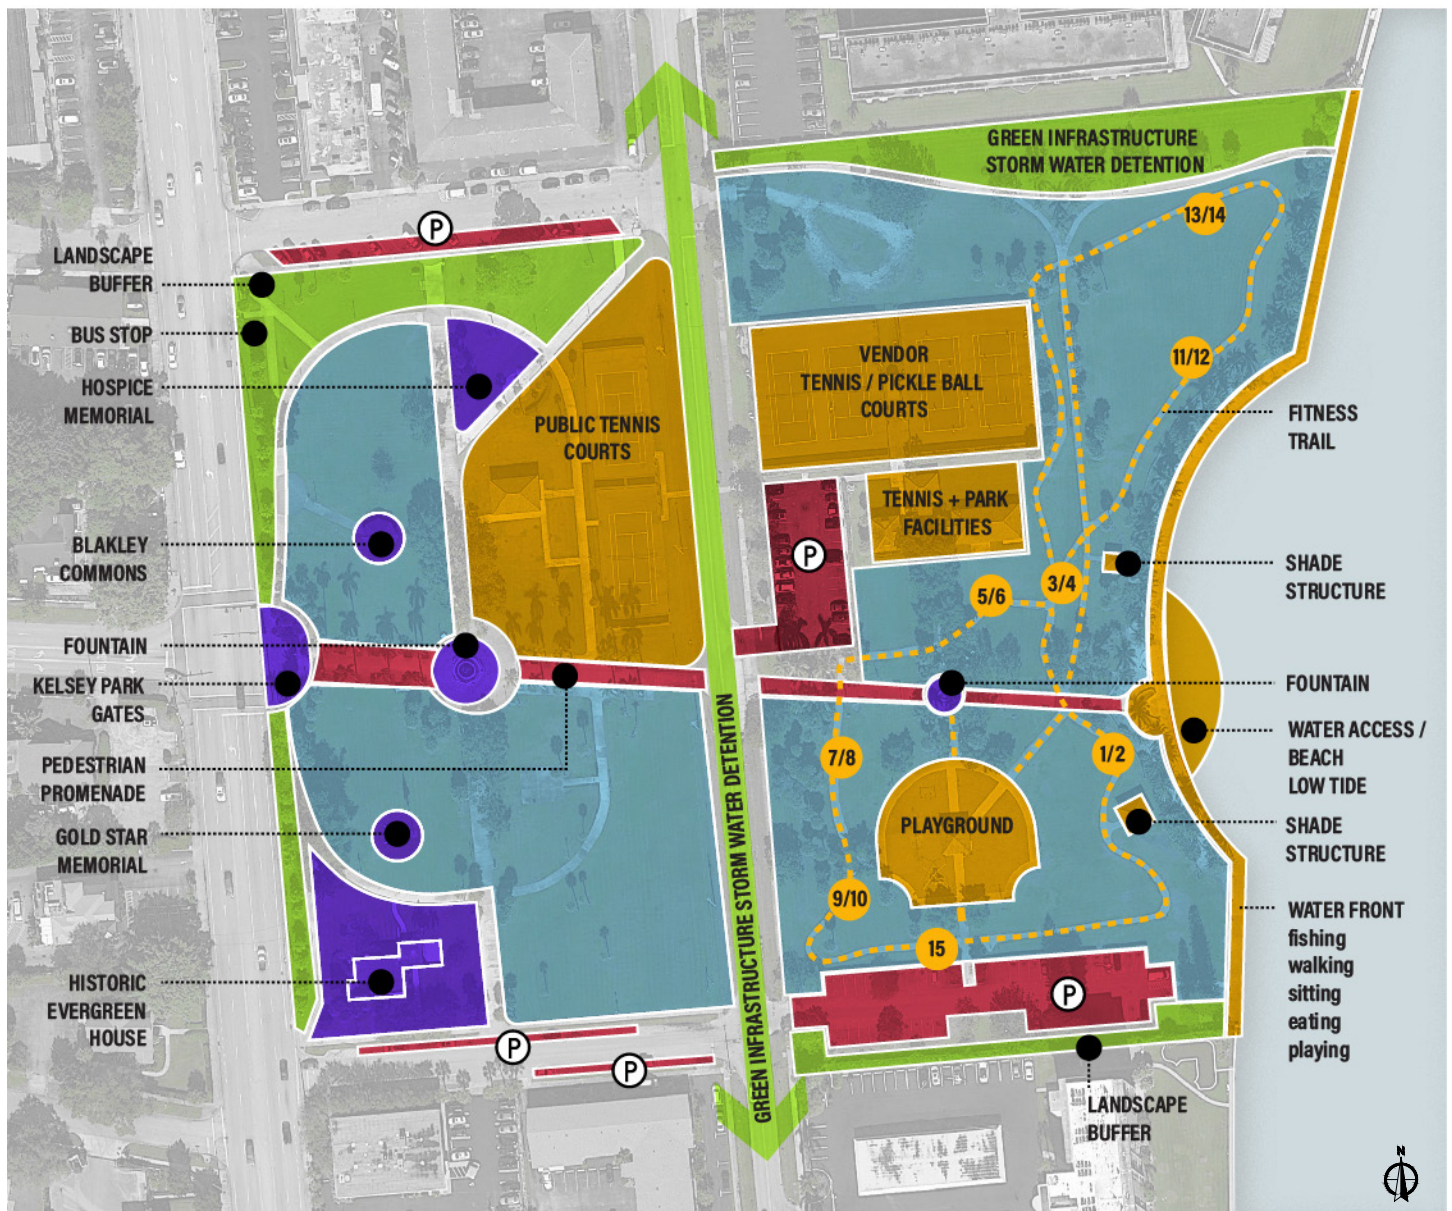 GREEN INFRASTRUCTURE
STORM WATER DETENTION
13/14
P
LANDSCAPE
BUFFER
BUS STOP
HOSPICE
MEMORIAL
VENDOR
TENNIS / PICKLE BALL
COURTS
11/12
PUBLIC TENNIS
COURTS
FITNESS
TRAIL
TENNIS + PARK
FACILITIES
BLAKLEY
COMMONS
P
3/4
5/6
SHADE
STRUCTURE
FOUNTAIN
KELSEY PARK
GATES
FOUNTAIN
WATER ACCESS /
BEACH
LOW TIDE
PEDESTRIAN
PROMENADE
7/8
1/2
GOLD STAR
MEMORIAL
PLAYGROUND
SHADE
STRUCTURE
GREEN INFRASTRUCTURE STORM WATER DETENTION
9/10
15
WATER FRONT
fishing
walking
sitting
eating
playing
HISTORIC
EVERGREEN
HOUSE
P
P
P
LANDSCAPE
BUFFER
N